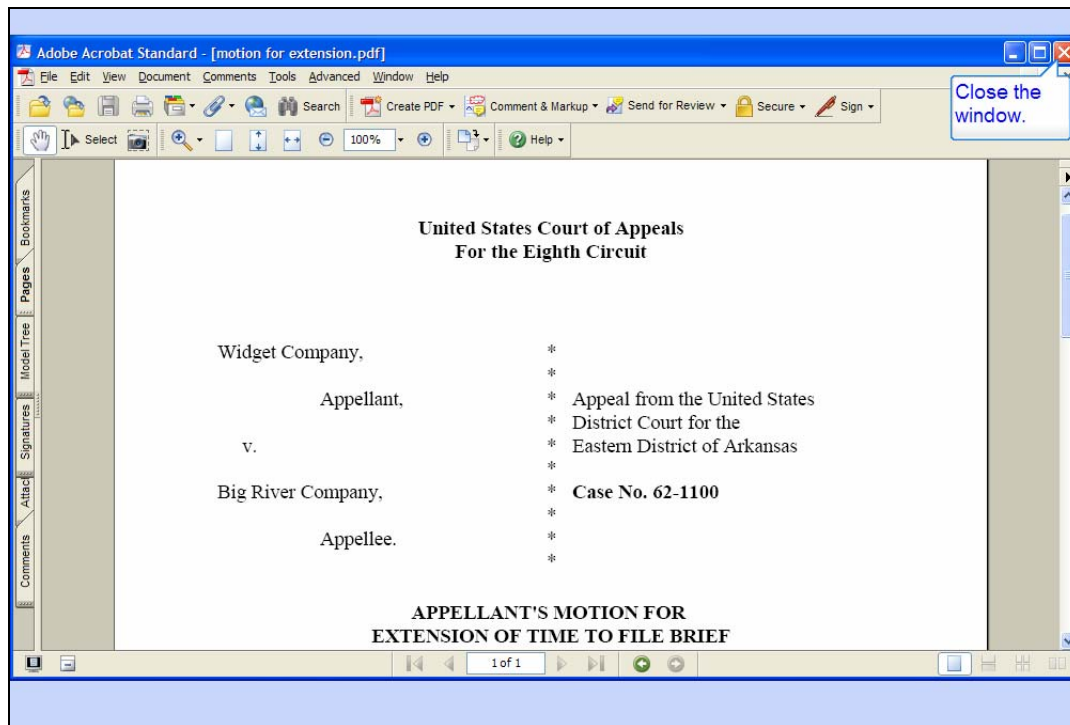 Adobe Acrobat Standard - [motion for extension.pdf]
File Edit View Document Comments Tools Advanced Window Help
Close the
window.
Search Create PDF Comment & Markup Send for Review Secure Sign
Select 100% Help
Bookmarks
Pages
Model Tree
Signatures
Attac
Comments
United States Court of Appeals
For the Eighth Circuit
Widget Company, *
*
Appellant, * Appeal from the United States
* District Court for the
v. * Eastern District of Arkansas
*
Big River Company, * Case No. 62-1100
*
Appellee. *
*
APPELLANT'S MOTION FOR
EXTENSION OF TIME TO FILE BRIEF
1 of 1